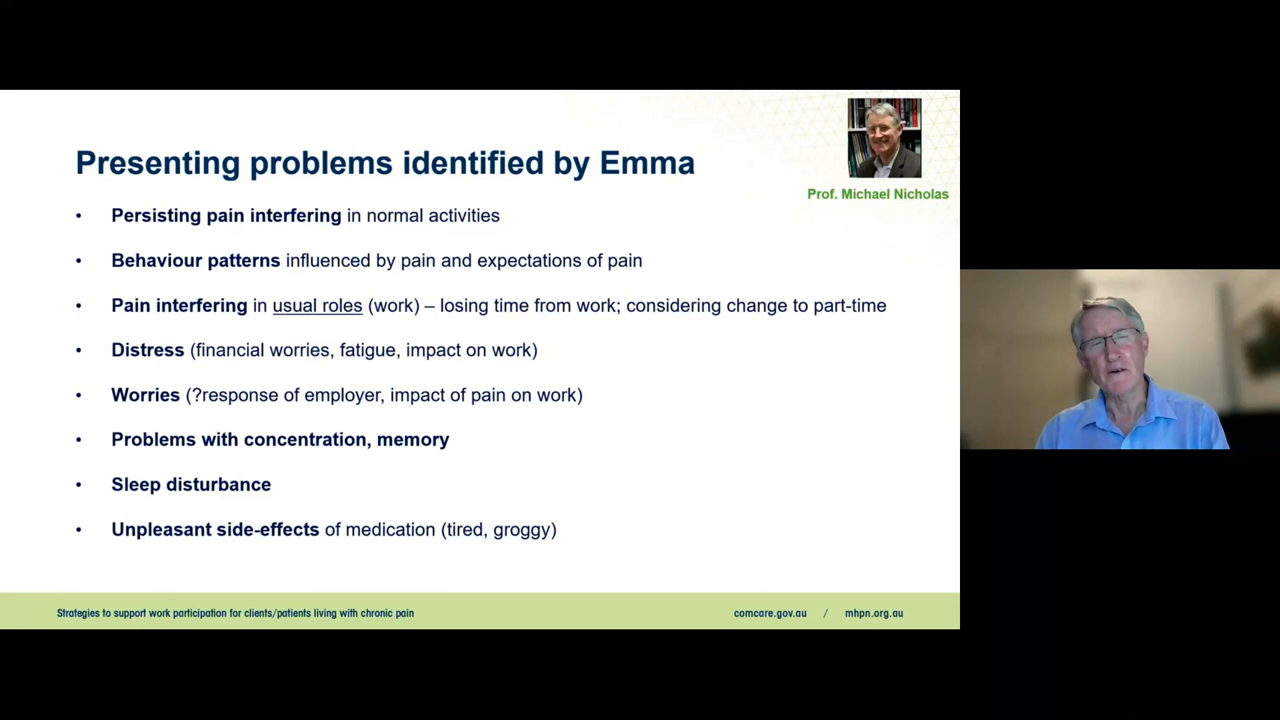 Presenting problems identified by Emma
Prof. Michael Nicholas
• Persisting pain interfering in normal activities
• Behaviour patterns influenced by pain and expectations of pain
• Pain interfering in usual roles (work) – losing time from work; considering change to part-time
• Distress (financial worries, fatigue, impact on work)
• Worries (?response of employer, impact of pain on work)
• Problems with concentration, memory
• Sleep disturbance
• Unpleasant side-effects of medication (tired, groggy)
Strategies to support work participation for clients/patients living with chronic pain
comcare.gov.au / mhpn.org.au